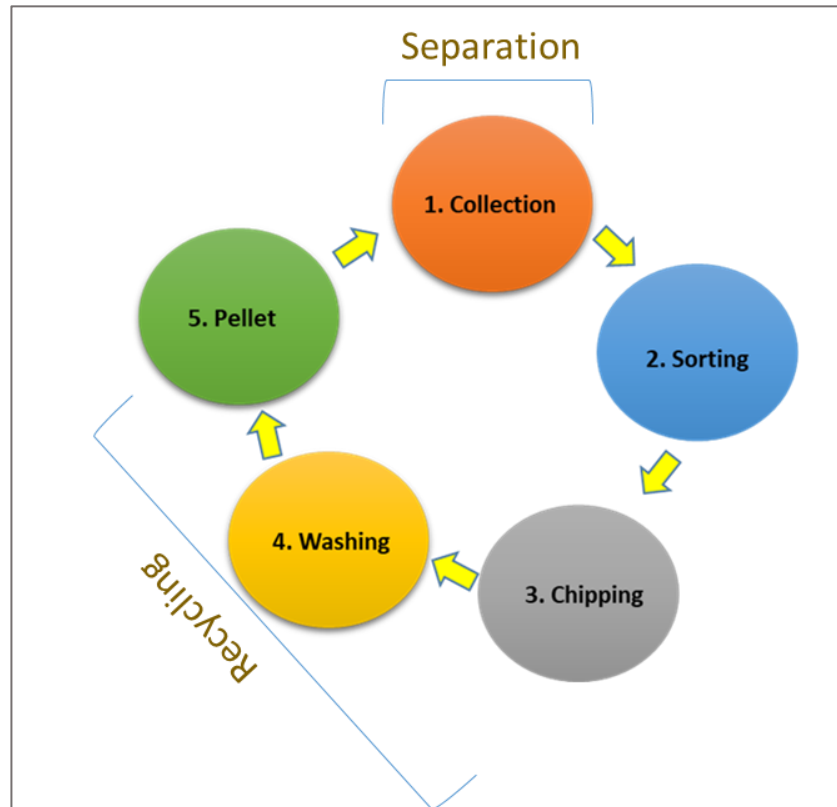 Separation
1. Collection
2. Sorting
3. Chipping
4. Washing
5. Pellet
Recycling